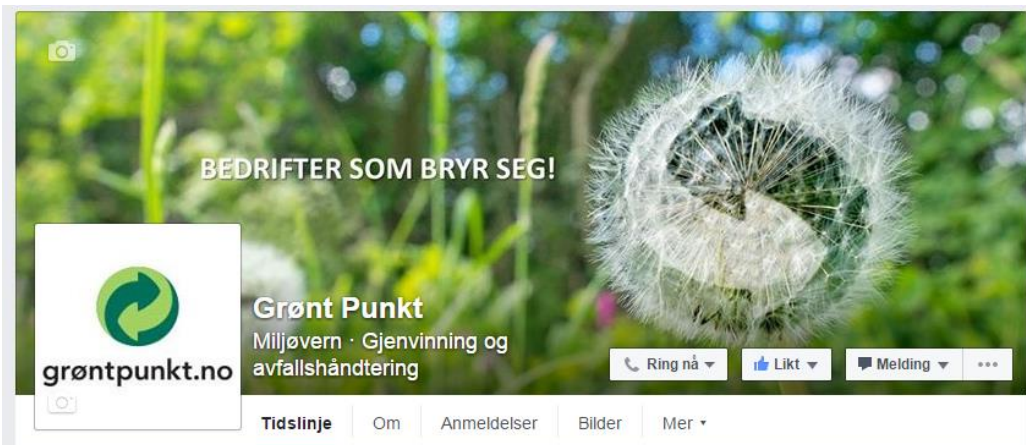 BEDRIFTER SOM BRYR SEG!
grøntpunkt.no
Grønt Punkt
Miljøvern · Gjenvinning og
avfallshåndtering
Ring nå
Likt
Melding
Tidslinje
Om
Anmeldelser
Bilder
Mer